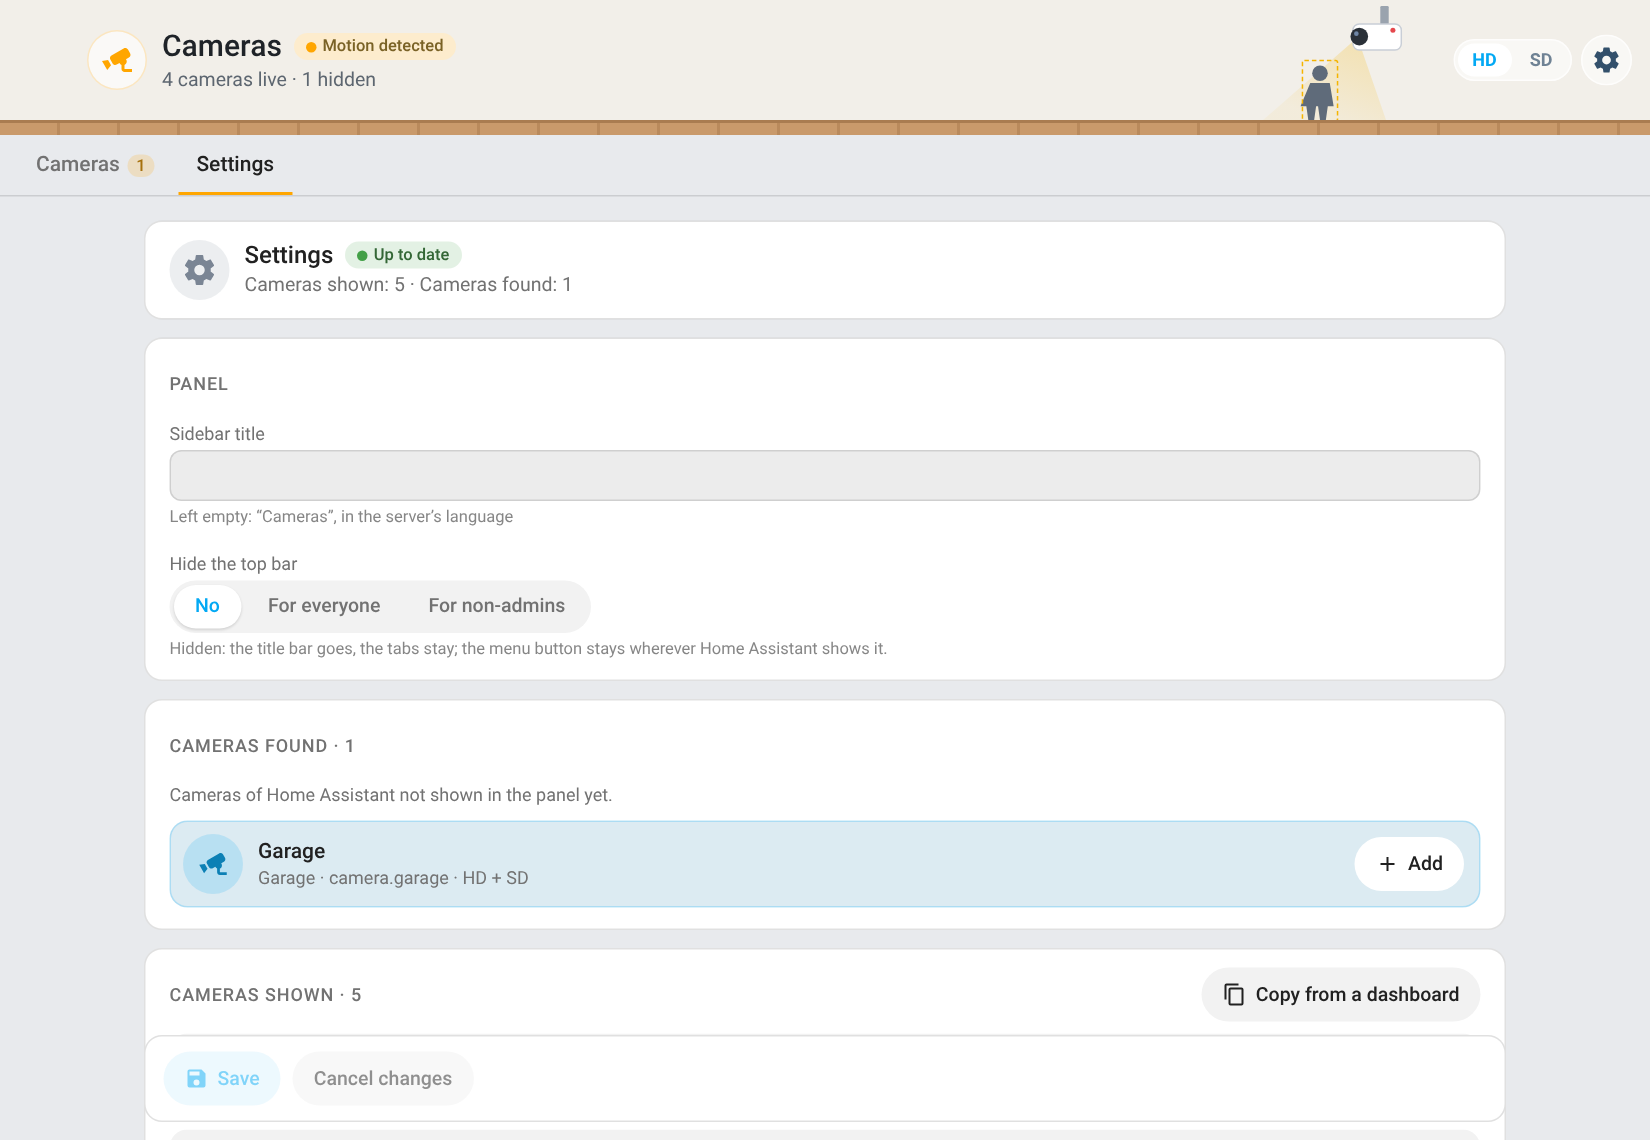 Cameras
Motion detected
4 cameras live · 1 hidden
HD
SD
Cameras 1
Settings
Settings
Up to date
Cameras shown: 5 · Cameras found: 1
PANEL
Sidebar title
Left empty: “Cameras”, in the server’s language
Hide the top bar
No
For everyone
For non-admins
Hidden: the title bar goes, the tabs stay; the menu button stays wherever Home Assistant shows it.
CAMERAS FOUND · 1
Cameras of Home Assistant not shown in the panel yet.
Garage
Garage · camera.garage · HD + SD
+ Add
CAMERAS SHOWN · 5
Copy from a dashboard
Save
Cancel changes